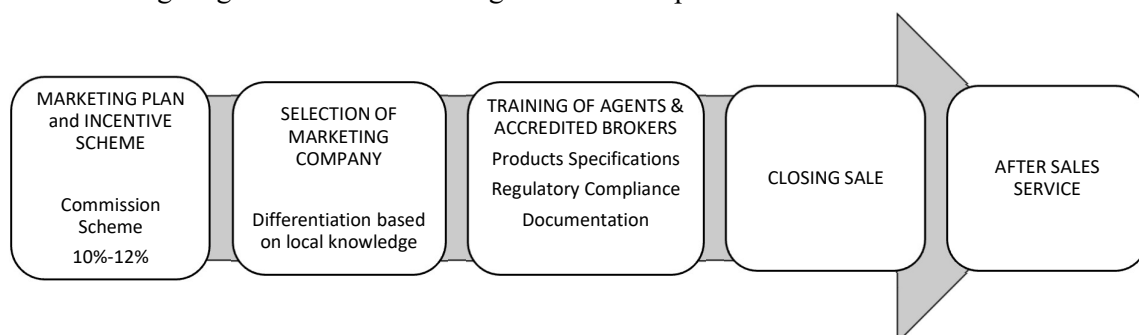 MARKETING PLAN
and INCENTIVE
SCHEME
Commission
Scheme
10%-12%
SELECTION OF
MARKETING
COMPANY
Differentiation based
on local knowledge
TRAINING OF AGENTS &
ACCREDITED BROKERS
Products Specifications
Regulatory Compliance
Documentation
CLOSING SALE
AFTER SALES
SERVICE